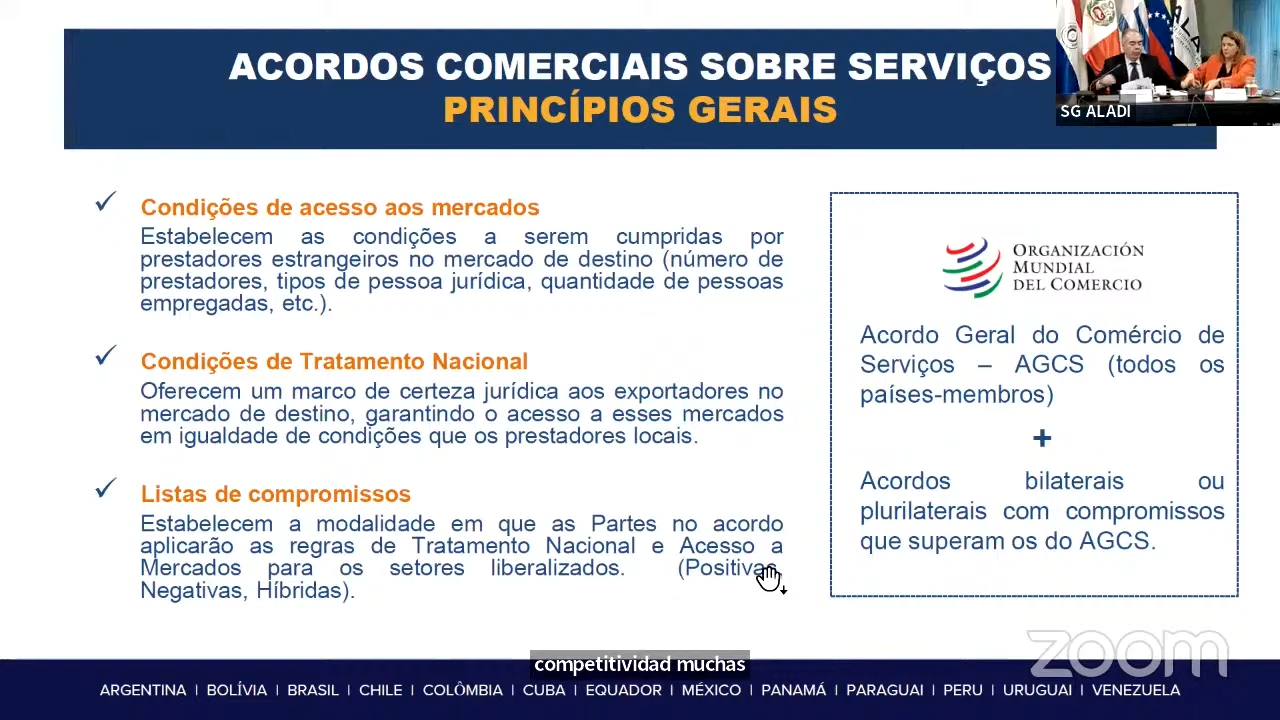 ACORDOS COMERCIAIS SOBRE SERVIÇOS
PRINCÍPIOS GERAIS
SG ALADI
Condições de acesso aos mercados
Estabelecem as condições a serem cumpridas por
prestadores estrangeiros no mercado de destino (número de
prestadores, tipos de pessoa jurídica, quantidade de pessoas
empregadas, etc.).
Condições de Tratamento Nacional
Oferecem um marco de certeza jurídica aos exportadores no
mercado de destino, garantindo o acesso a esses mercados
em igualdade de condições que os prestadores locais.
Listas de compromissos
Estabelecem a modalidade em que as Partes no acordo
aplicarão as regras de Tratamento Nacional e Acesso a
Mercados para os setores liberalizados. (Positivas,
Negativas, Híbridas).
ORGANIZACIÓN
MUNDIAL
DEL COMERCIO
Acordo Geral do Comércio de
Serviços – AGCS (todos os
países-membros)
+
Acordos bilaterais ou
plurilaterais com compromissos
que superam os do AGCS.
zoom
competitividad muchas
ARGENTINA | BOLÍVIA | BRASIL | CHILE | COLÔMBIA | CUBA | EQUADOR | MÉXICO | PANAMÁ | PARAGUAI | PERU | URUGUAI | VENEZUELA